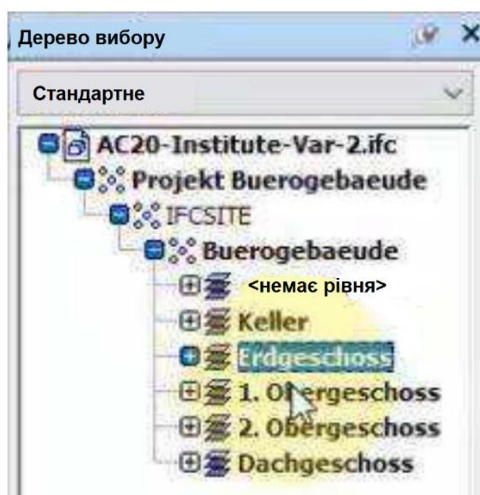 Дерево вибору
Стандартне
AC20-Institute-Var-2.ifc
Projekt Buerogebaeude
IFCSITE
Buerogebaeude
<немає рівня>
Keller
Erdgeschoss
1. Obergeschoss
2. Obergeschoss
Dachgeschoss